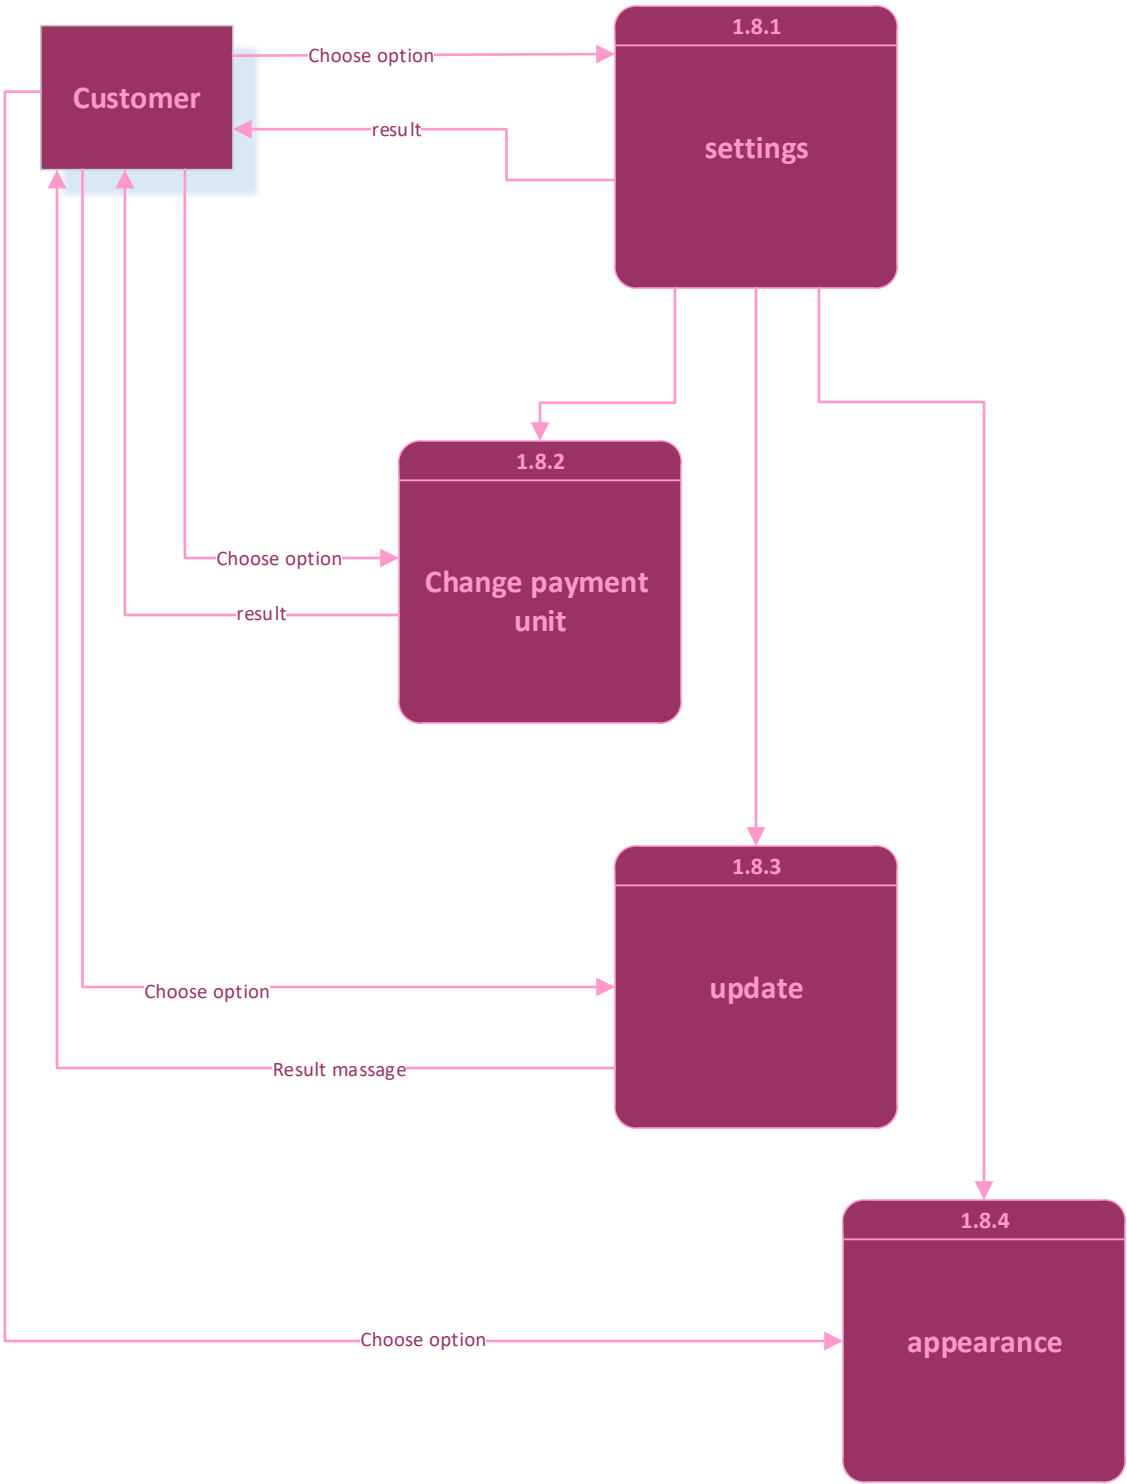 1.8.1
Choose option
Customer
result
settings
1.8.2
Choose option
Change payment
unit
result
1.8.3
Choose option
update
Result massage
1.8.4
Choose option
appearance